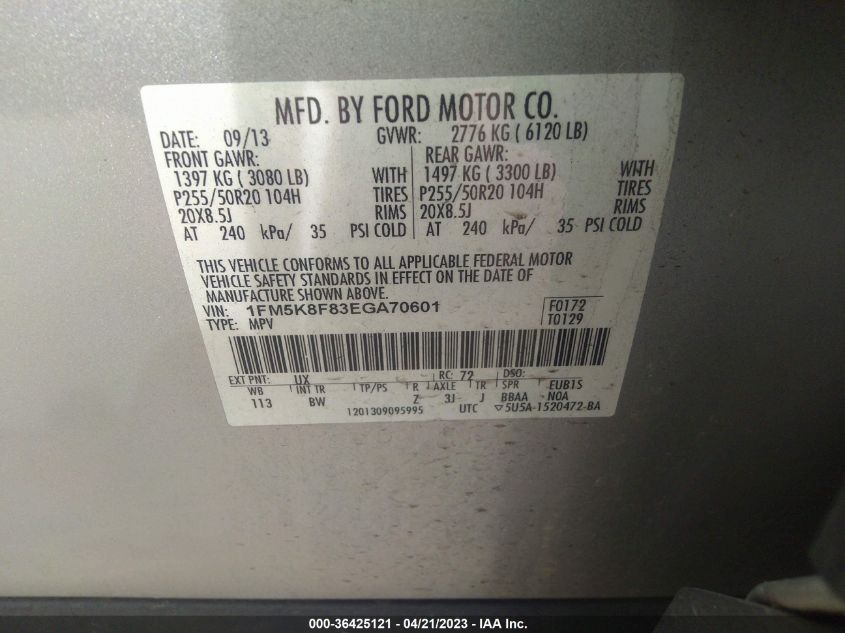 MFD. BY FORD MOTOR CO.
DATE: 09/13 GVWR: 2776 KG ( 6120 LB)
FRONT GAWR: REAR GAWR:
1397 KG ( 3080 LB) WITH 1497 KG ( 3300 LB) WITH
P255/50R20 104H TIRES P255/50R20 104H TIRES
20X8.5J RIMS 20X8.5J RIMS
AT 240 kPa/ 35 PSI COLD AT 240 kPa/ 35 PSI COLD
THIS VEHICLE CONFORMS TO ALL APPLICABLE FEDERAL MOTOR
VEHICLE SAFETY STANDARDS IN EFFECT ON THE DATE OF
MANUFACTURE SHOWN ABOVE.
VIN: 1FM5K8F83EGA70601 F0172
TYPE: MPV T0129
EXT PNT: UX RC: 72 DSO:
WB INT TR TP/PS R AXLE TR SPR EUB1S
113 BW Z 3J J BBAA NOA
1201309095995 UTC ▽5U5A-1520472-BA
000-36425121 - 04/21/2023 - IAA Inc.